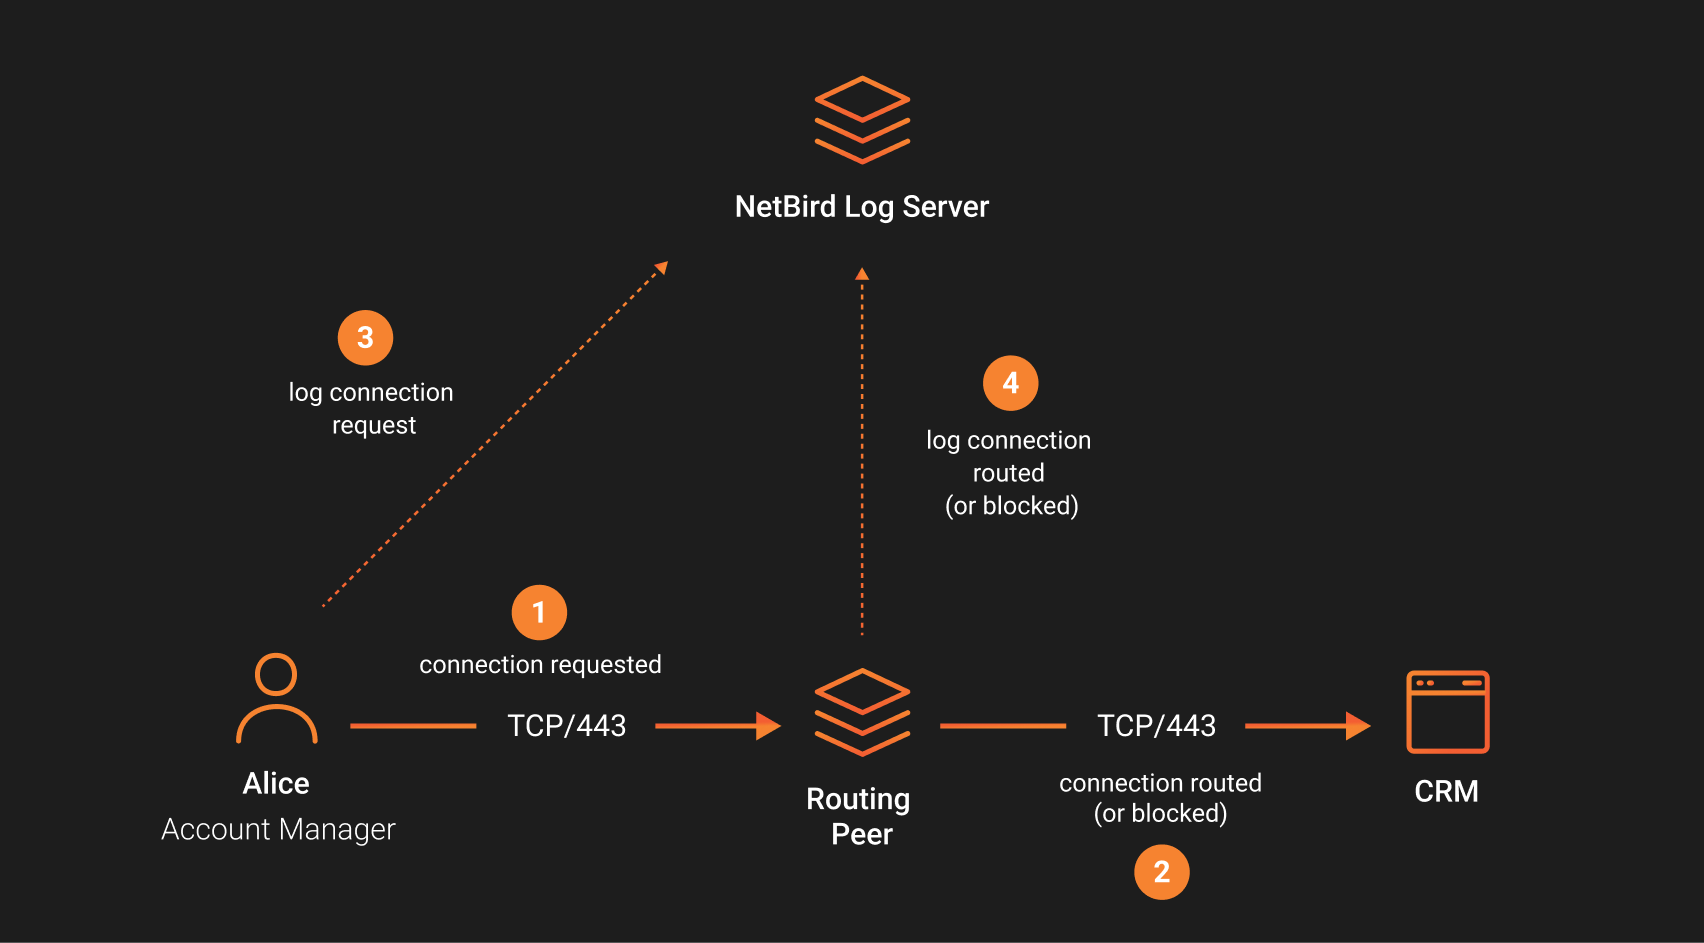 NetBird Log Server
3
log connection
request
4
log connection
routed
(or blocked)
1
connection requested
TCP/443
TCP/443
Alice
Account Manager
Routing
Peer
connection routed
(or blocked)
2
CRM